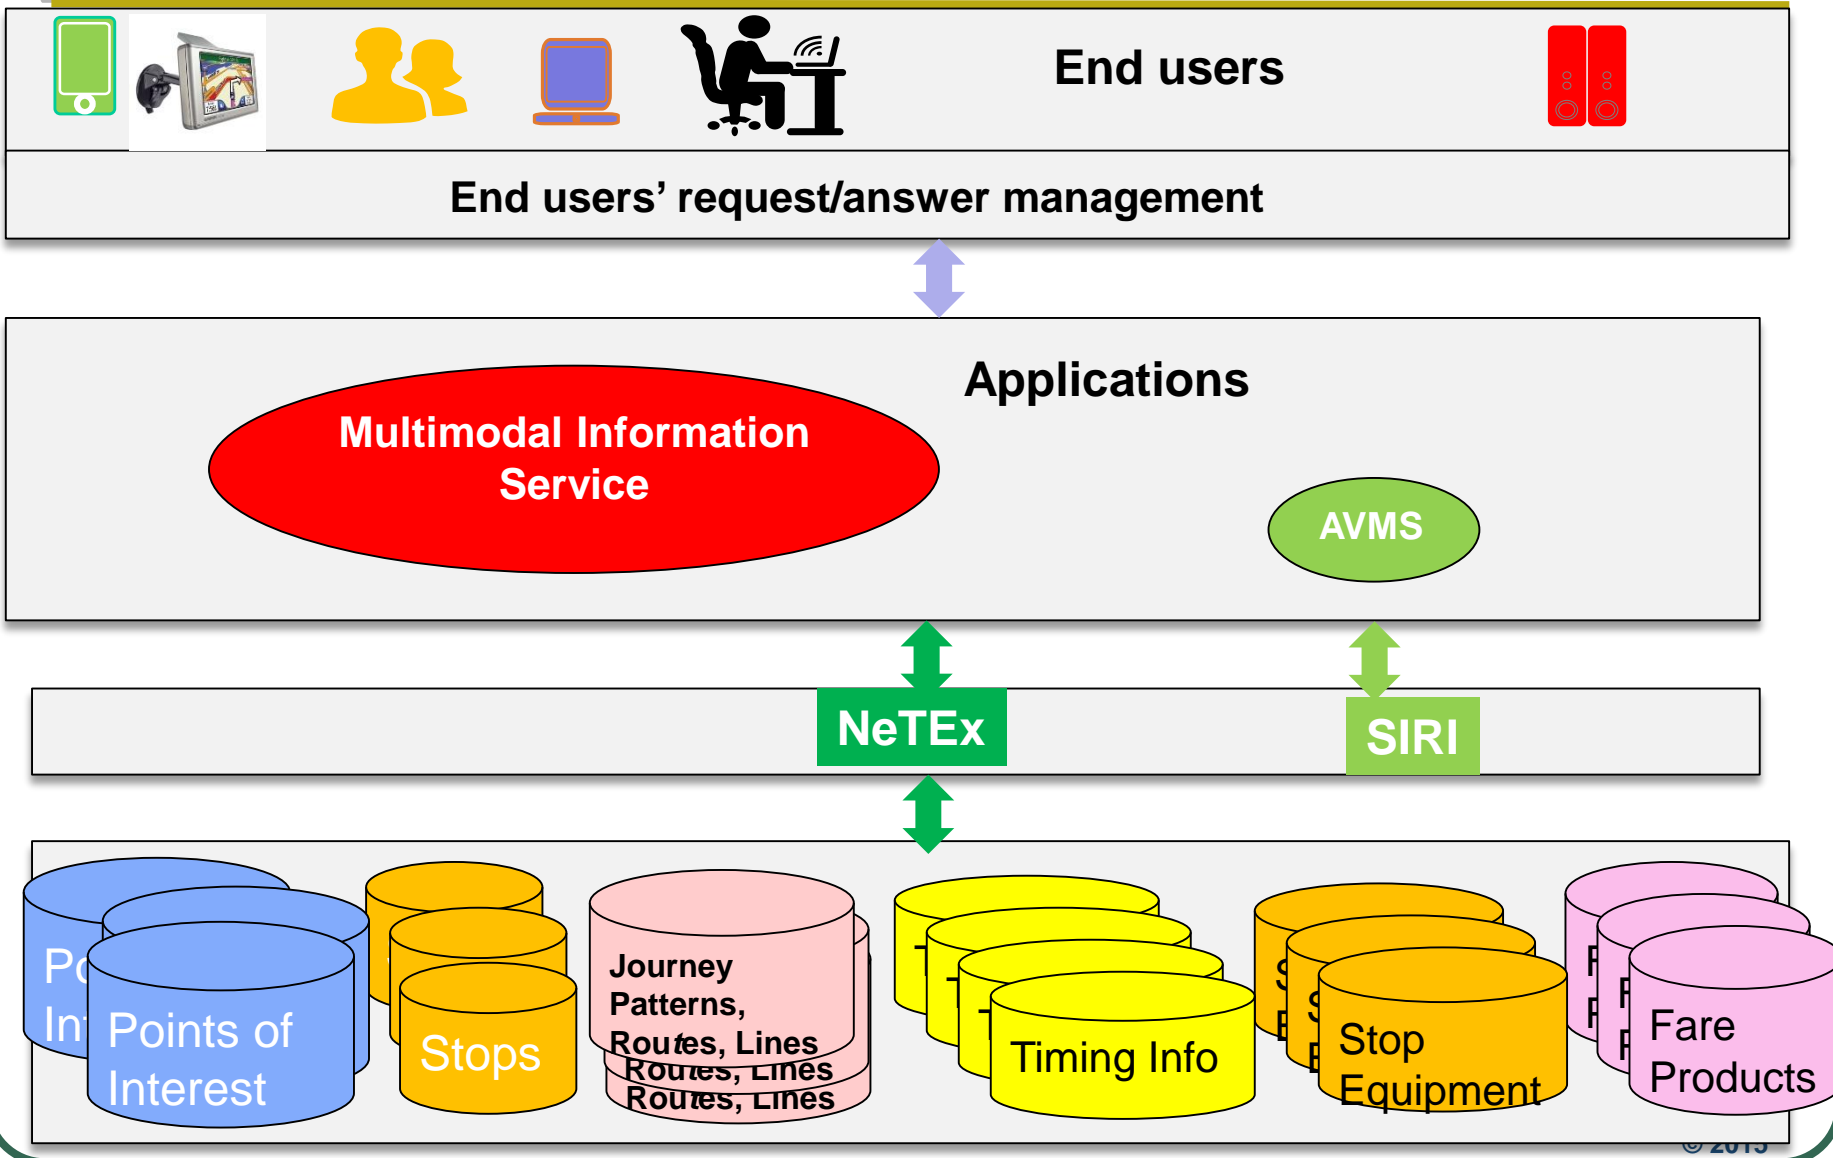 End users
End users’ request/answer management
Applications
Multimodal Information
Service
AVMS
NeTEx
SIRI
Points of
Interest
Stops
Journey
Patterns,
Routes, Lines
Routes, Lines
Routes, Lines
Timing Info
Stop
Equipment
Fare
Products
© 2015